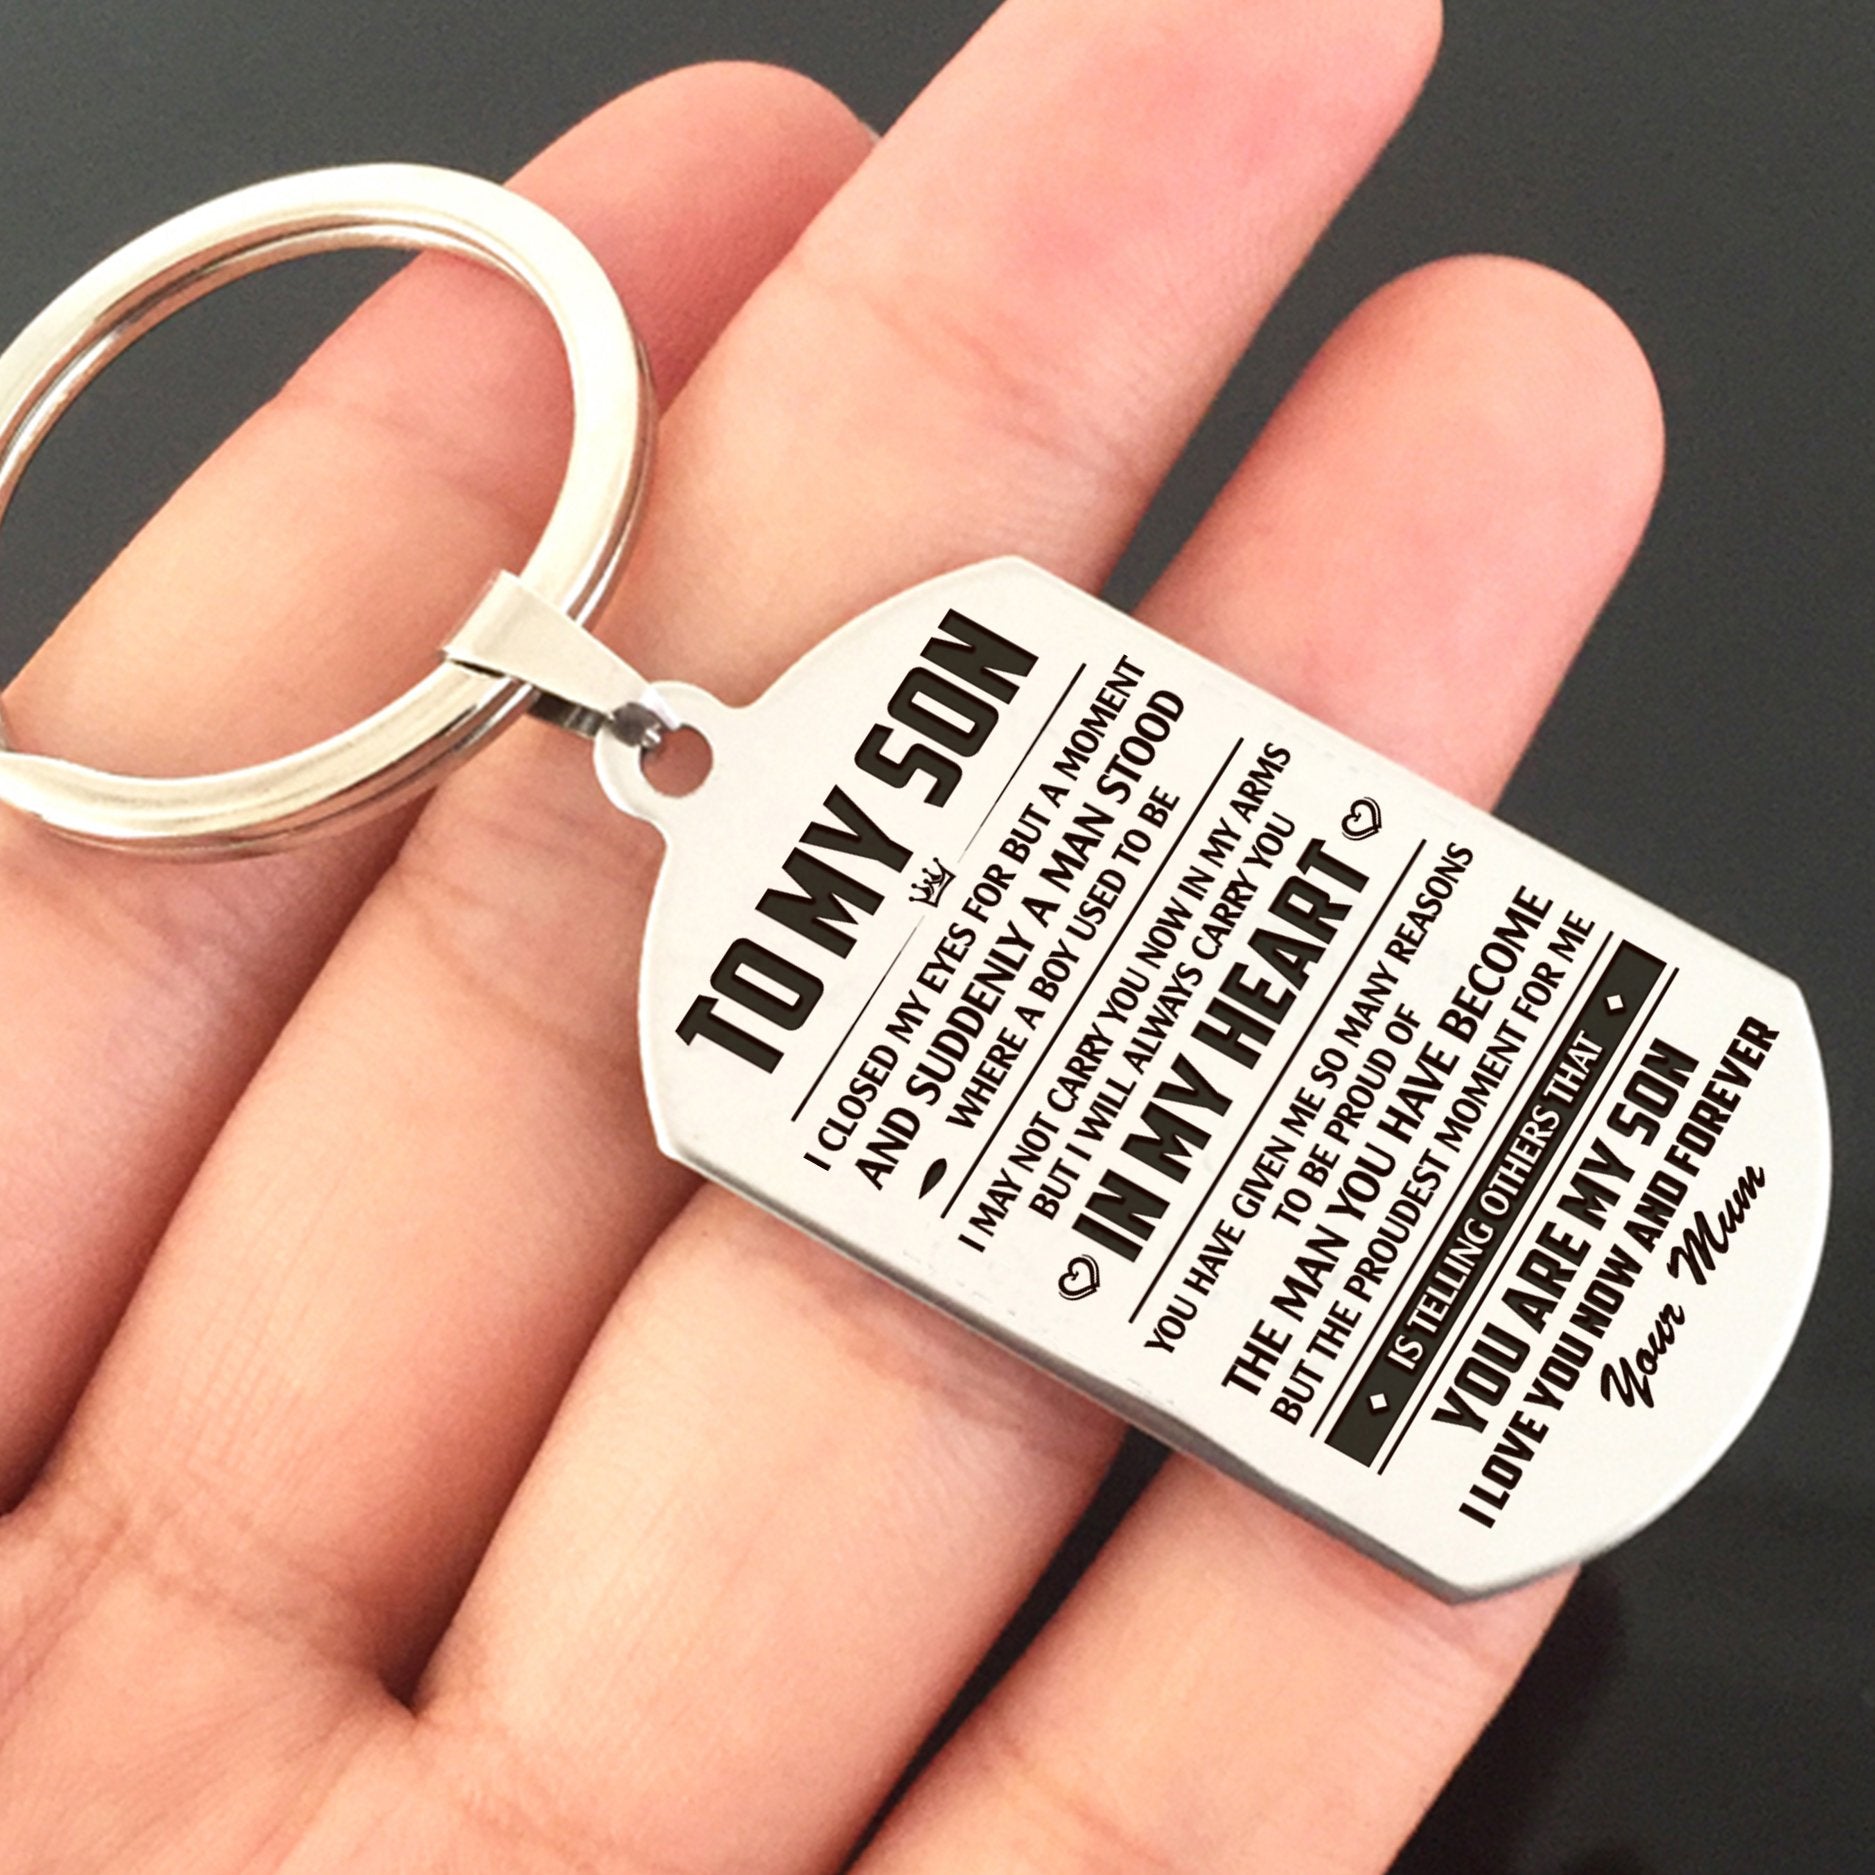 TO MY SON
I CLOSED MY EYES FOR BUT A MOMENT
AND SUDDENLY A MAN STOOD
WHERE A BOY USED TO BE
I MAY NOT CARRY YOU NOW IN MY ARMS
BUT I WILL ALWAYS CARRY YOU
IN MY HEART
YOU HAVE GIVEN ME SO MANY REASONS
TO BE PROUD OF
THE MAN YOU HAVE BECOME
BUT THE PROUDEST MOMENT FOR ME
IS TELLING OTHERS THAT
YOU ARE MY SON
I LOVE YOU NOW AND FOREVER
Your Mum